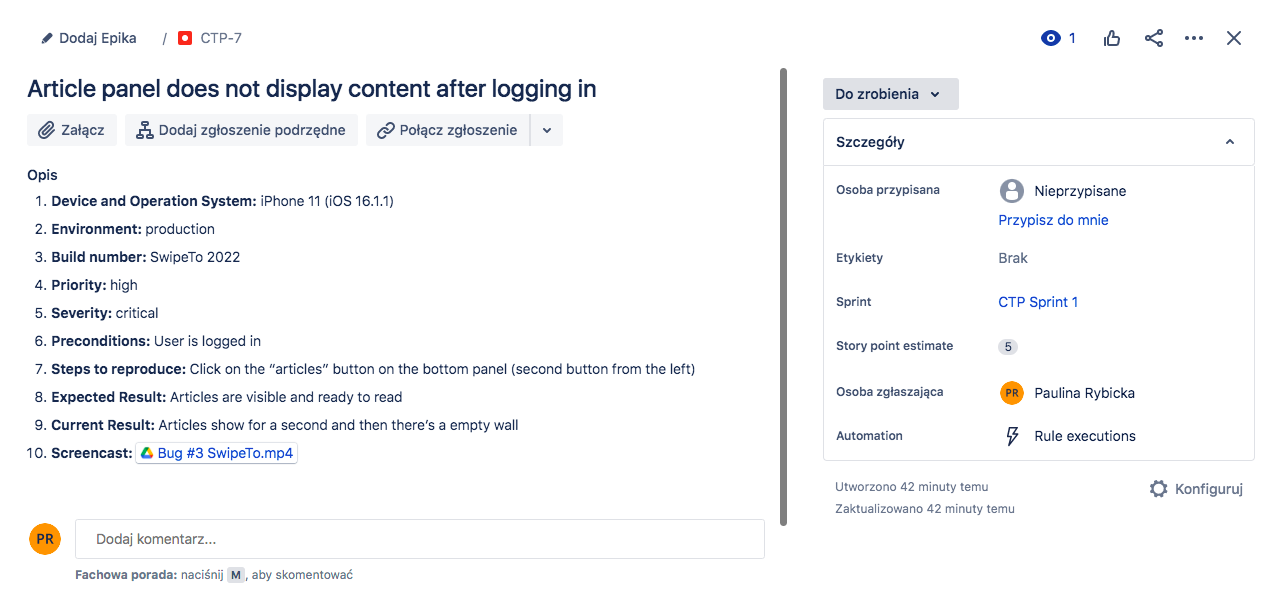 Dodaj Epika / CTP-7
1
Article panel does not display content after logging in
Załącz Dodaj zgłoszenie podrzędne Połącz zgłoszenie
Opis
1. Device and Operation System: iPhone 11 (iOS 16.1.1)
2. Environment: production
3. Build number: SwipeTo 2022
4. Priority: high
5. Severity: critical
6. Preconditions: User is logged in
7. Steps to reproduce: Click on the “articles” button on the bottom panel (second button from the left)
8. Expected Result: Articles are visible and ready to read
9. Current Result: Articles show for a second and then there’s a empty wall
10. Screencast: Bug #3 SwipeTo.mp4
PR Dodaj komentarz...
Fachowa porada: naciśnij M, aby skomentować
Do zrobienia
Szczegóły
Osoba przypisana Nieprzypisane
Przypisz do mnie
Etykiety Brak
Sprint CTP Sprint 1
Story point estimate 5
Osoba zgłaszająca PR Paulina Rybicka
Automation Rule executions
Utworzono 42 minuty temu Konfiguruj
Zaktualizowano 42 minuty temu